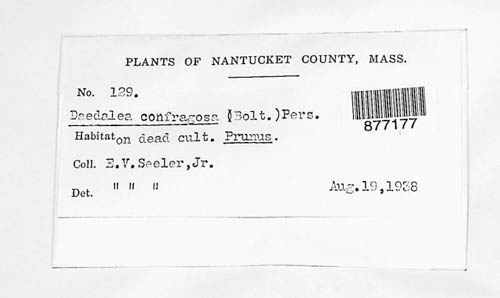 PLANTS OF NANTUCKET COUNTY, MASS.
No. 129.
Daedalea confragosa (Bolt.)Pers.
877177
Habitat on dead cult. Prunus.
Coll. E.V.Seeler,Jr.
Det. " " " Aug.19,1938